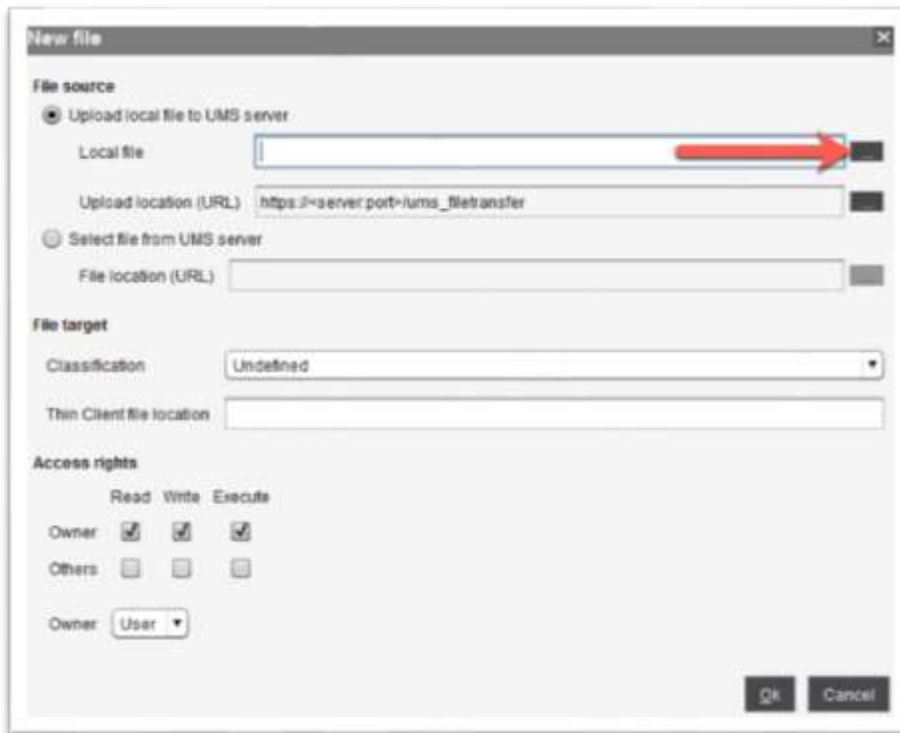 New file
File source
Upload local file to UMS server
Local file
...
Upload location (URL) https://<server:port>/ums_filetransfer
...
Select file from UMS server
File location (URL)
File target
Classification Undefined
Thin Client file location
Access rights
Read Write Execute
Owner
Others
Owner User
Ok Cancel